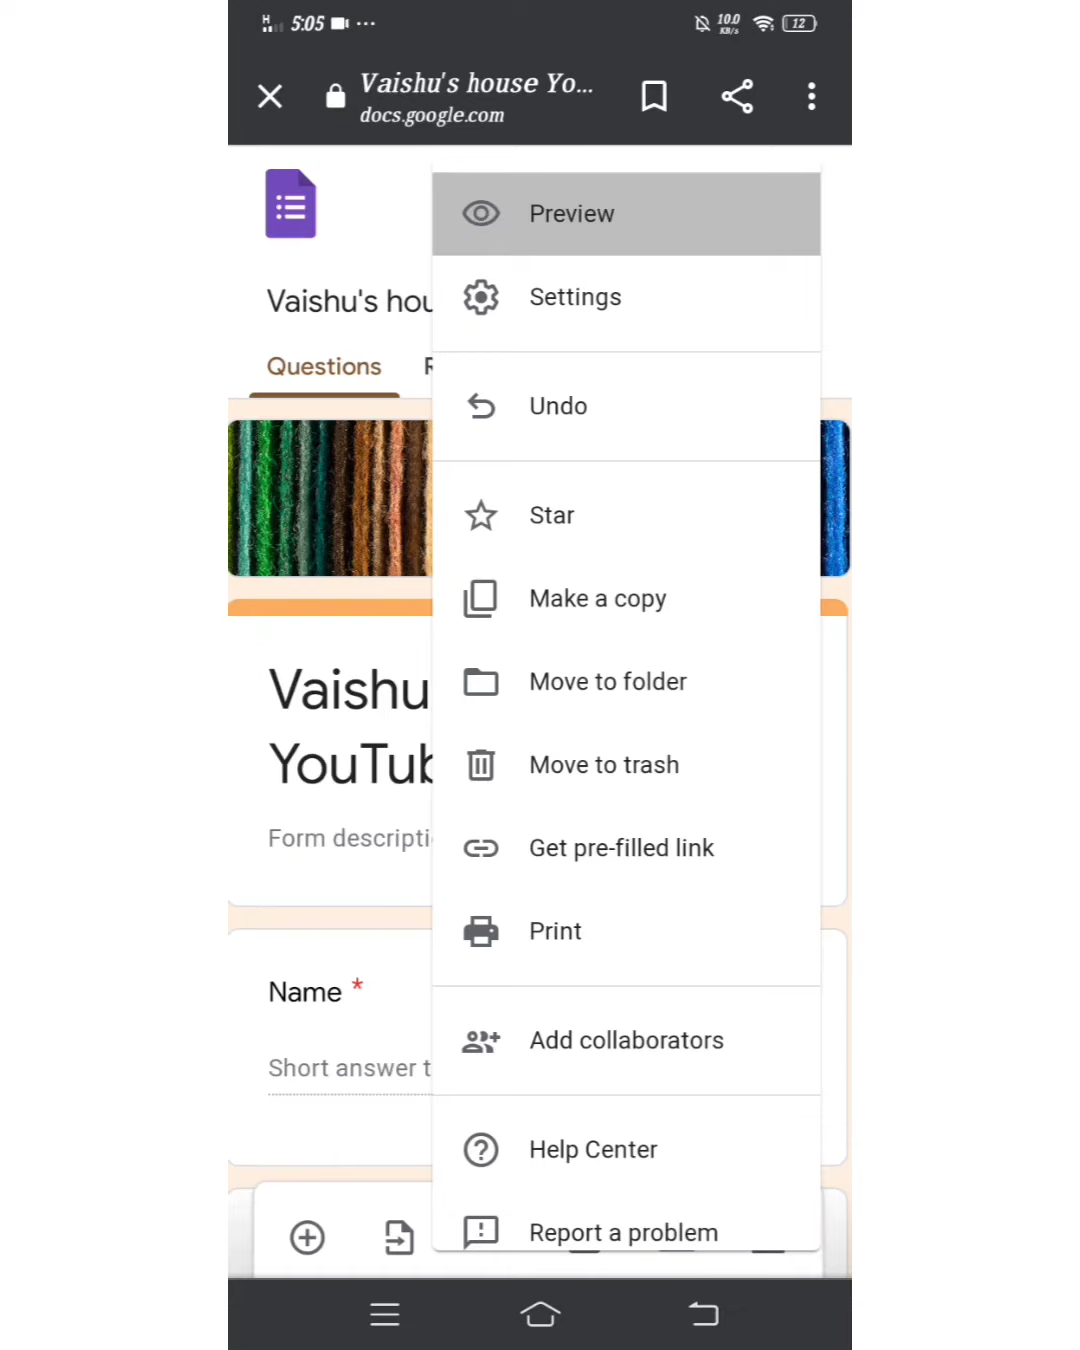 H 5:05 ...
10.0
KB/s
12
Vaishu's house Yo...
docs.google.com
Preview
Settings
Vaishu's hou
Questions
Undo
Star
Make a copy
Move to folder
Vaishu
YouTub
Move to trash
Form descripti
Get pre-filled link
Print
Name *
Add collaborators
Short answer t
Help Center
Report a problem